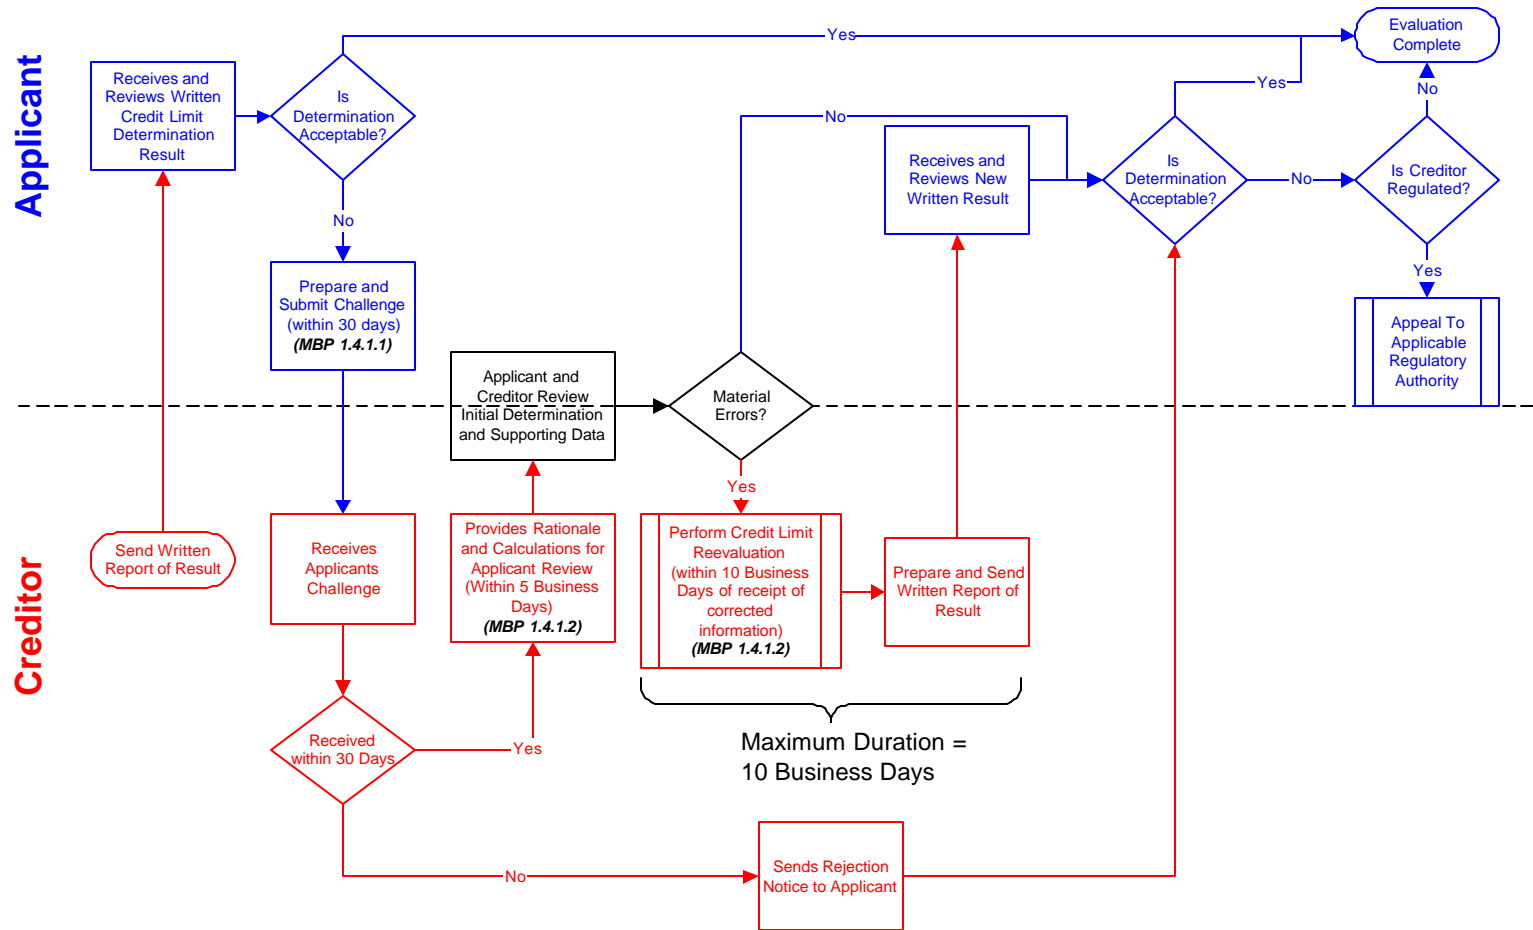 Applicant
Creditor
Receives and
Reviews Written
Credit Limit
Determination
Result
Is
Determination
Acceptable?
Yes
No
Prepare and
Submit Challenge
(within 30 days)
(MBP 1.4.1.1)
Applicant and
Creditor Review
Initial Determination
and Supporting Data
Material
Errors?
No
Yes
Receives and
Reviews New
Written Result
Is
Determination
Acceptable?
Yes
No
Evaluation
Complete
No
Is Creditor
Regulated?
Yes
Appeal To
Applicable
Regulatory
Authority
Send Written
Report of Result
Receives
Applicants
Challenge
Provides Rationale
and Calculations for
Applicant Review
(Within 5 Business
Days)
(MBP 1.4.1.2)
Perform Credit Limit
Reevaluation
(within 10 Business
Days of receipt of
corrected
information)
(MBP 1.4.1.2)
Prepare and Send
Written Report of
Result
Received
within 30 Days
Yes
No
Maximum Duration =
10 Business Days
Sends Rejection
Notice to Applicant